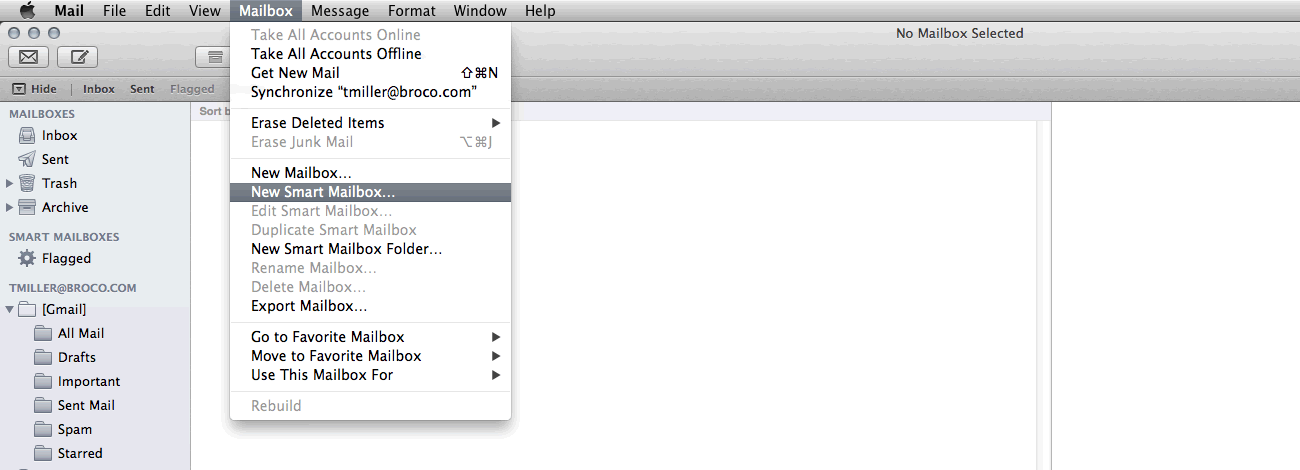 Mail File Edit View Mailbox Message Format Window Help
No Mailbox Selected
Hide Inbox Sent Flagged
Sort b
MAILBOXES
Inbox
Sent
Trash
Archive
SMART MAILBOXES
Flagged
TMILLER@BROCO.COM
[Gmail]
All Mail
Drafts
Important
Sent Mail
Spam
Starred
Take All Accounts Online
Take All Accounts Offline
Get New Mail ⇧⌘N
Synchronize “tmiller@broco.com”
Erase Deleted Items
Erase Junk Mail ⌥⌘J
New Mailbox...
New Smart Mailbox...
Edit Smart Mailbox...
Duplicate Smart Mailbox
New Smart Mailbox Folder...
Rename Mailbox...
Delete Mailbox...
Export Mailbox...
Go to Favorite Mailbox
Move to Favorite Mailbox
Use This Mailbox For
Rebuild